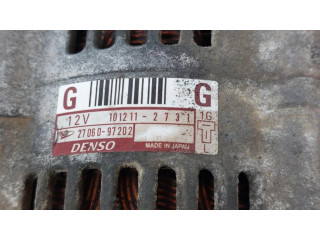 G G
12V 101211-2731 1G
27060-97202 L
DENSO MADE IN JAPAN